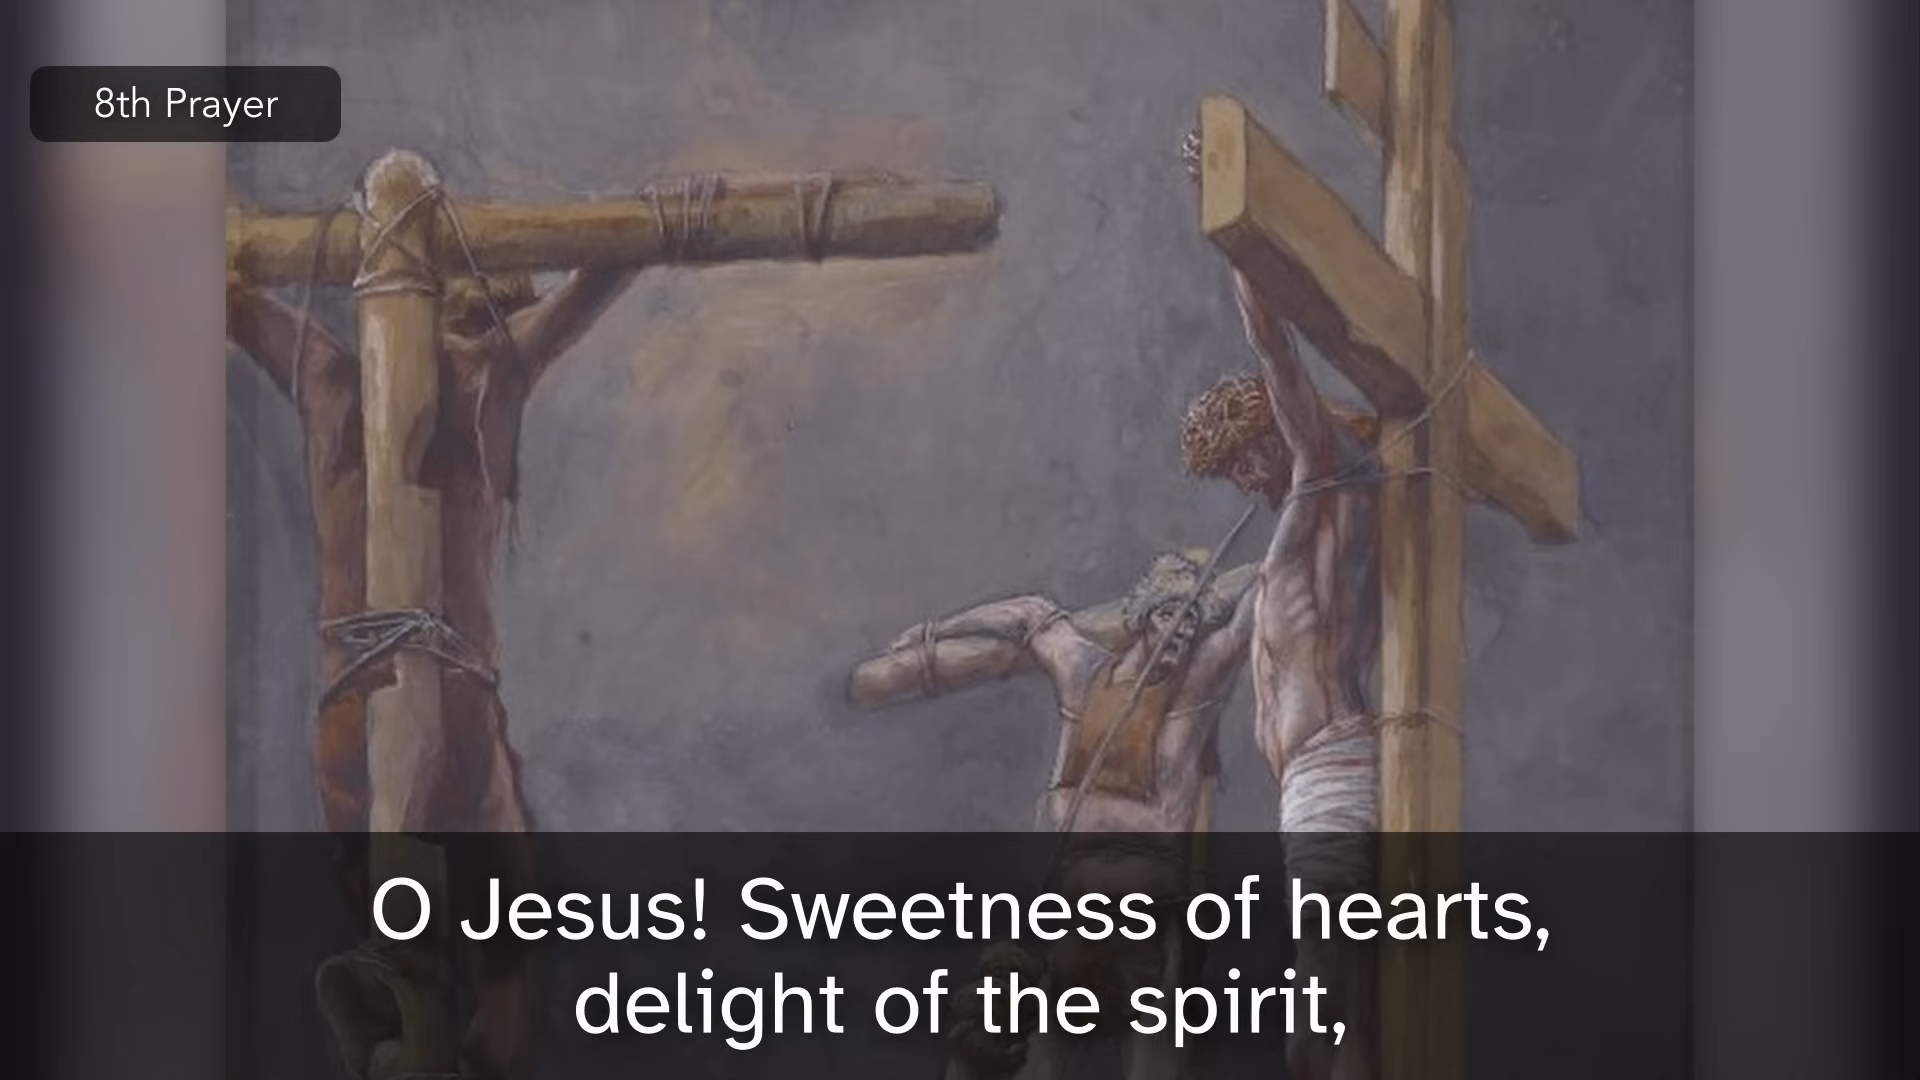 8th Prayer
O Jesus! Sweetness of hearts,
delight of the spirit,